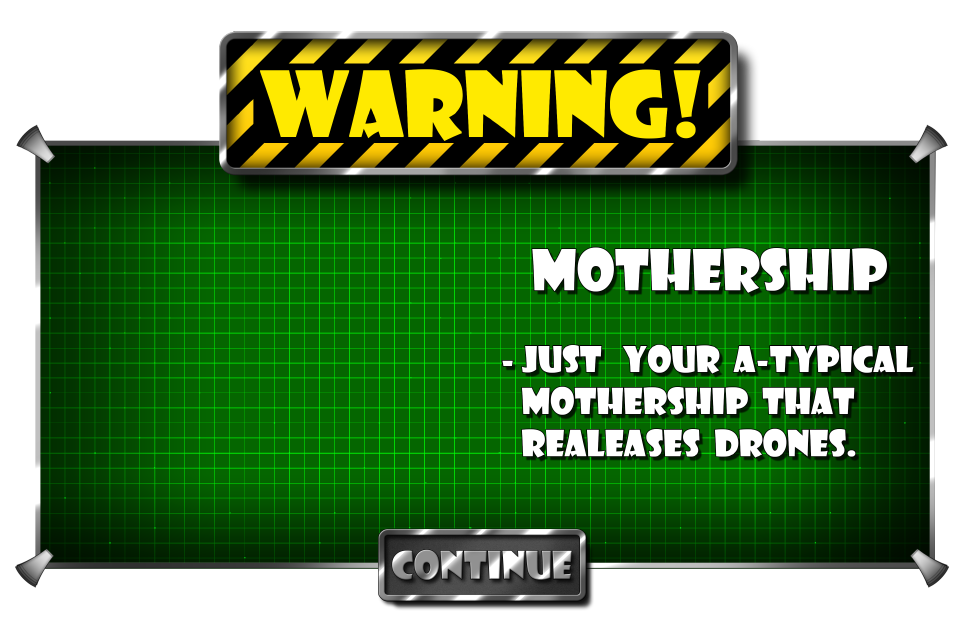 WARNING!
MOTHERSHIP
- JUST YOUR A-TYPICAL
MOTHERSHIP THAT
REALEASES DRONES.
CONTINUE